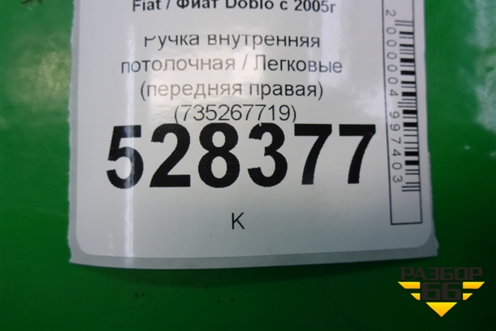 Fiat / Фиат Doblo с 2005г
Ручка внутренняя
потолочная / Легковые
(передняя правая)
(735267719)
528377
К
2000004997403
РАЗБОР
66